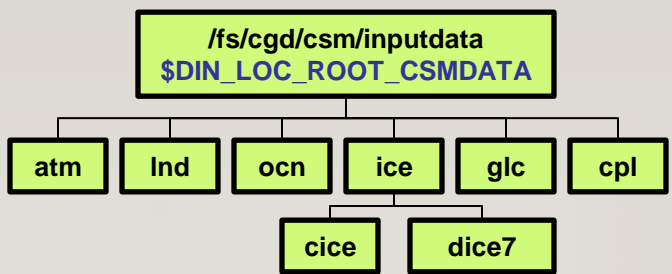 /fs/cgd/csm/inputdata
$DIN_LOC_ROOT_CSMDATA
atm lnd ocn ice glc cpl
cice dice7